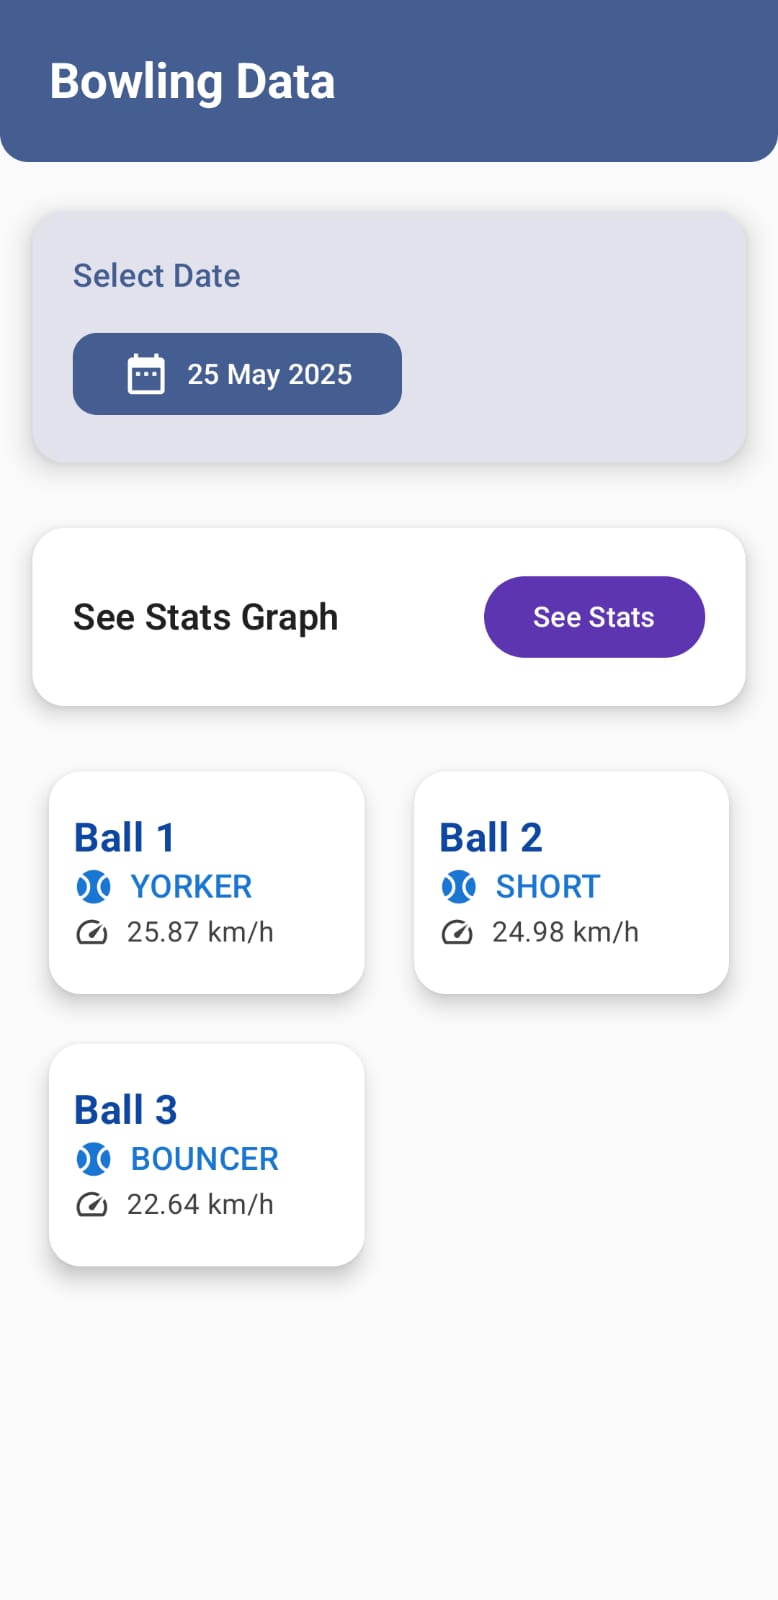 Bowling Data
Select Date
25 May 2025
See Stats Graph
See Stats
Ball 1
YORKER
25.87 km/h
Ball 2
SHORT
24.98 km/h
Ball 3
BOUNCER
22.64 km/h